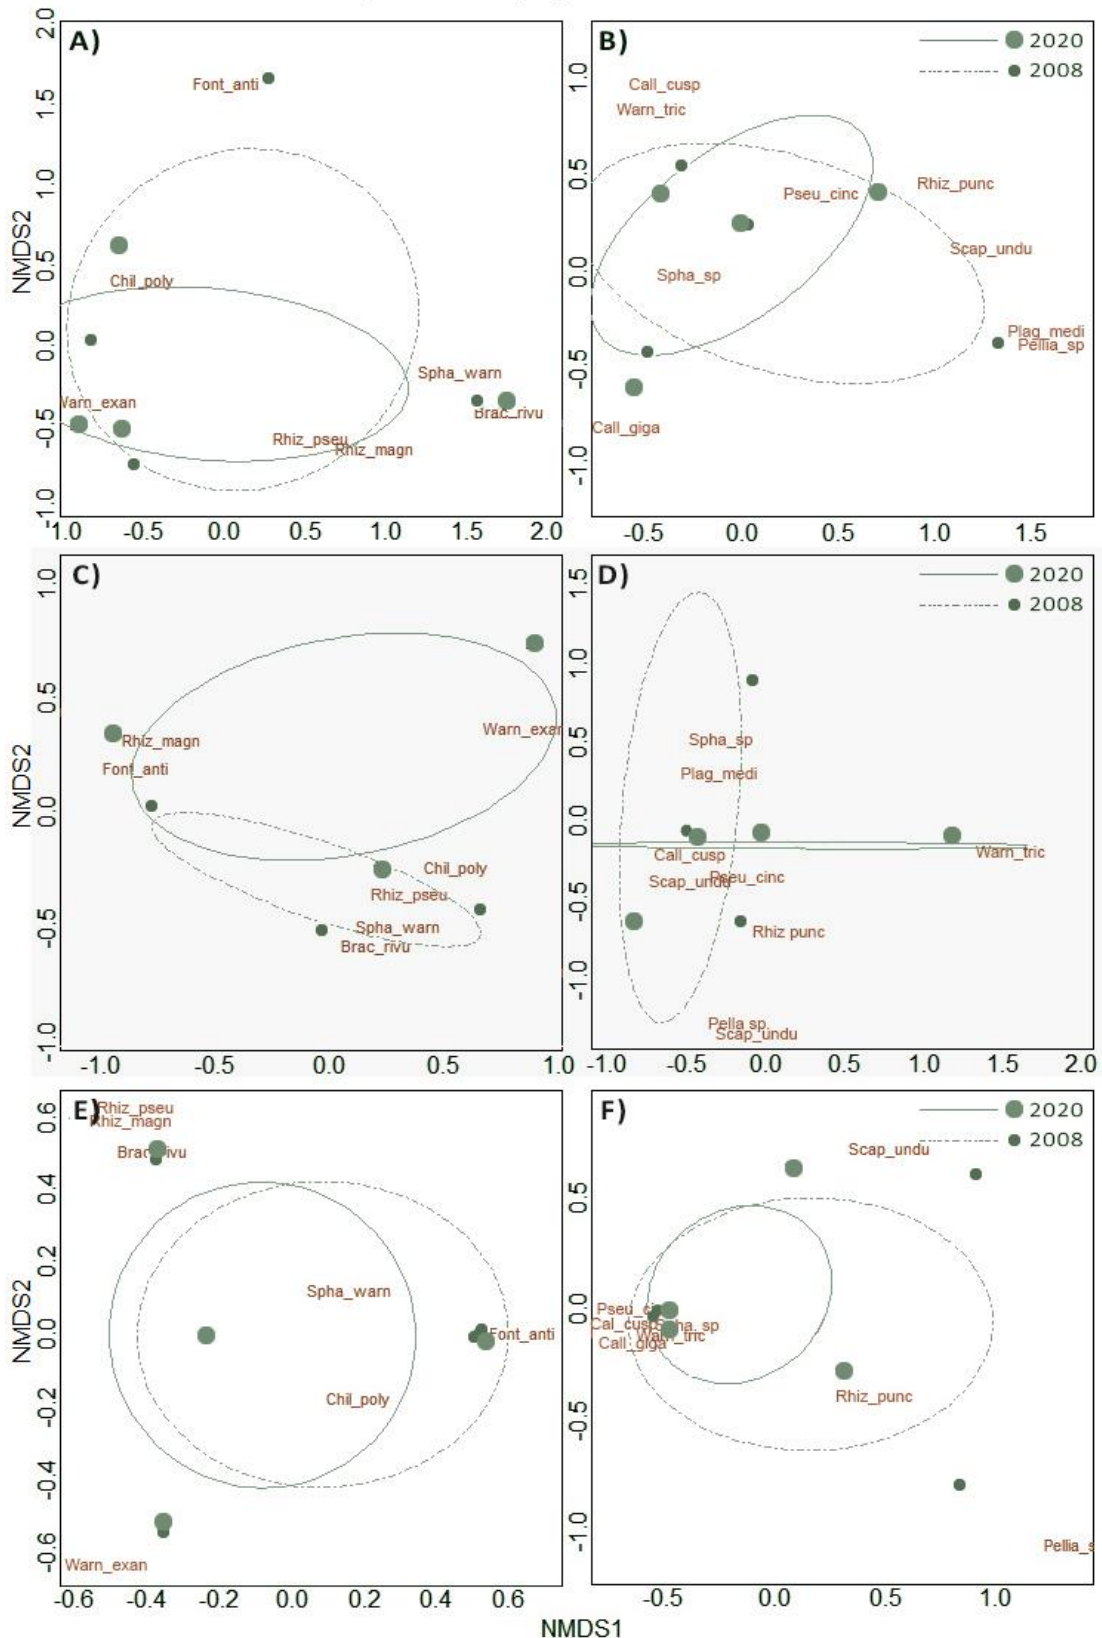 A)
2.0
1.5
1.0
0.5
0.0
-0.5
-1.0
NMDS2
Font_anti
Chil_poly
Spha_warn
Warn_exan
Brac_rivu
Rhiz_pseu
Rhiz_magn
1.0 -0.5 0.0 0.5 1.0 1.5 2.0
B)
2020
2008
1.0
0.5
0.0
-0.5
-1.0
Call_cusp
Warn_tric
Pseu_cinc
Rhiz_punc
Scap_undu
Spha_sp
Plag_medi
Pellia_sp
Call_giga
-0.5 0.0 0.5 1.0 1.5
C)
1.0
0.5
0.0
-0.5
-1.0
NMDS2
Warn_exan
Rhiz_magn
Font_anti
Chil_poly
Rhiz_pseu
Spha_warn
Brac_rivu
-1.0 -0.5 0.0 0.5 1.0
D)
2020
2008
1.5
1.0
0.5
0.0
-0.5
-1.0
Spha_sp
Plag_medi
Call_cusp
Warn_tric
Pseu_cinc
Scap_undu
Rhiz punc
Pella sp
Scap_undu
-1.0 -0.5 0.0 0.5 1.0 1.5 2.0
E)
0.6
0.4
0.2
0.0
-0.2
-0.4
-0.6
NMDS2
Rhiz_pseu
Rhiz_magn
Brac_rivu
Spha_warn
Font_anti
Chil_poly
Warn_exan
-0.6 -0.4 -0.2 0.0 0.2 0.4 0.6
F)
2020
2008
0.5
0.0
-0.5
-1.0
Scap_undu
Pseu_ci
Cal_cusp
Spha_sp
Warn_tric
Call_giga
Rhiz_punc
Pellia_s
-0.5 0.0 0.5 1.0
NMDS1